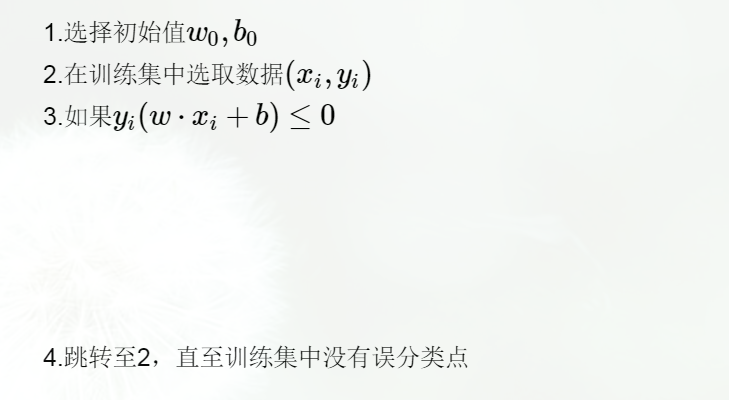 1.选择初始值w₀,b₀
2.在训练集中选取数据(xᵢ,yᵢ)
3.如果yᵢ(w·xᵢ+b)≤0
4.跳转至2，直至训练集中没有误分类点